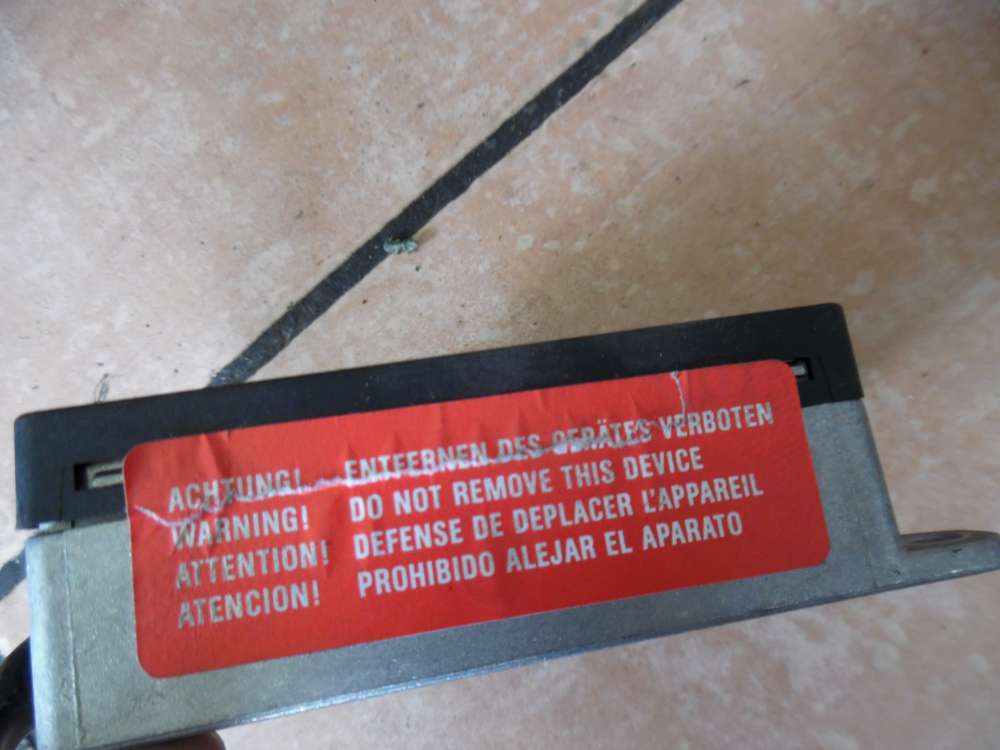 ACHTUNG! ENTFERNEN DES GERÄTES VERBOTEN
WARNING! DO NOT REMOVE THIS DEVICE
ATTENTION! DEFENSE DE DEPLACER L'APPAREIL
ATENCION! PROHIBIDO ALEJAR EL APARATO